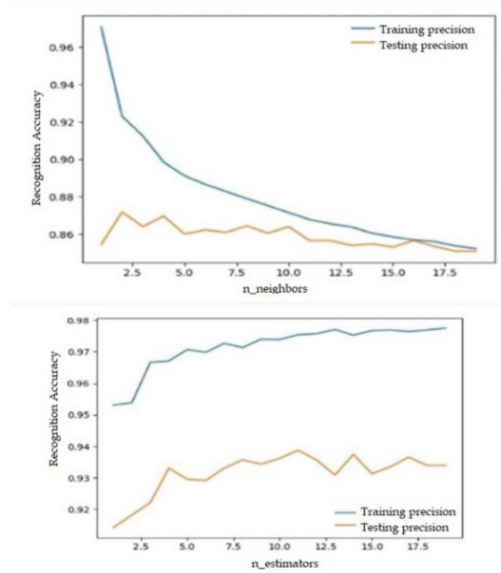 Training precision
Testing precision
0.96
0.94
0.92
0.90
0.88
0.86
Recognition Accuracy
2.5 5.0 7.5 10.0 12.5 15.0 17.5
n_neighbors
0.98
0.97
0.96
0.95
0.94
0.93
0.92
Recognition Accuracy
Training precision
Testing precision
2.5 5.0 7.5 10.0 12.5 15.0 17.5
n_estimators